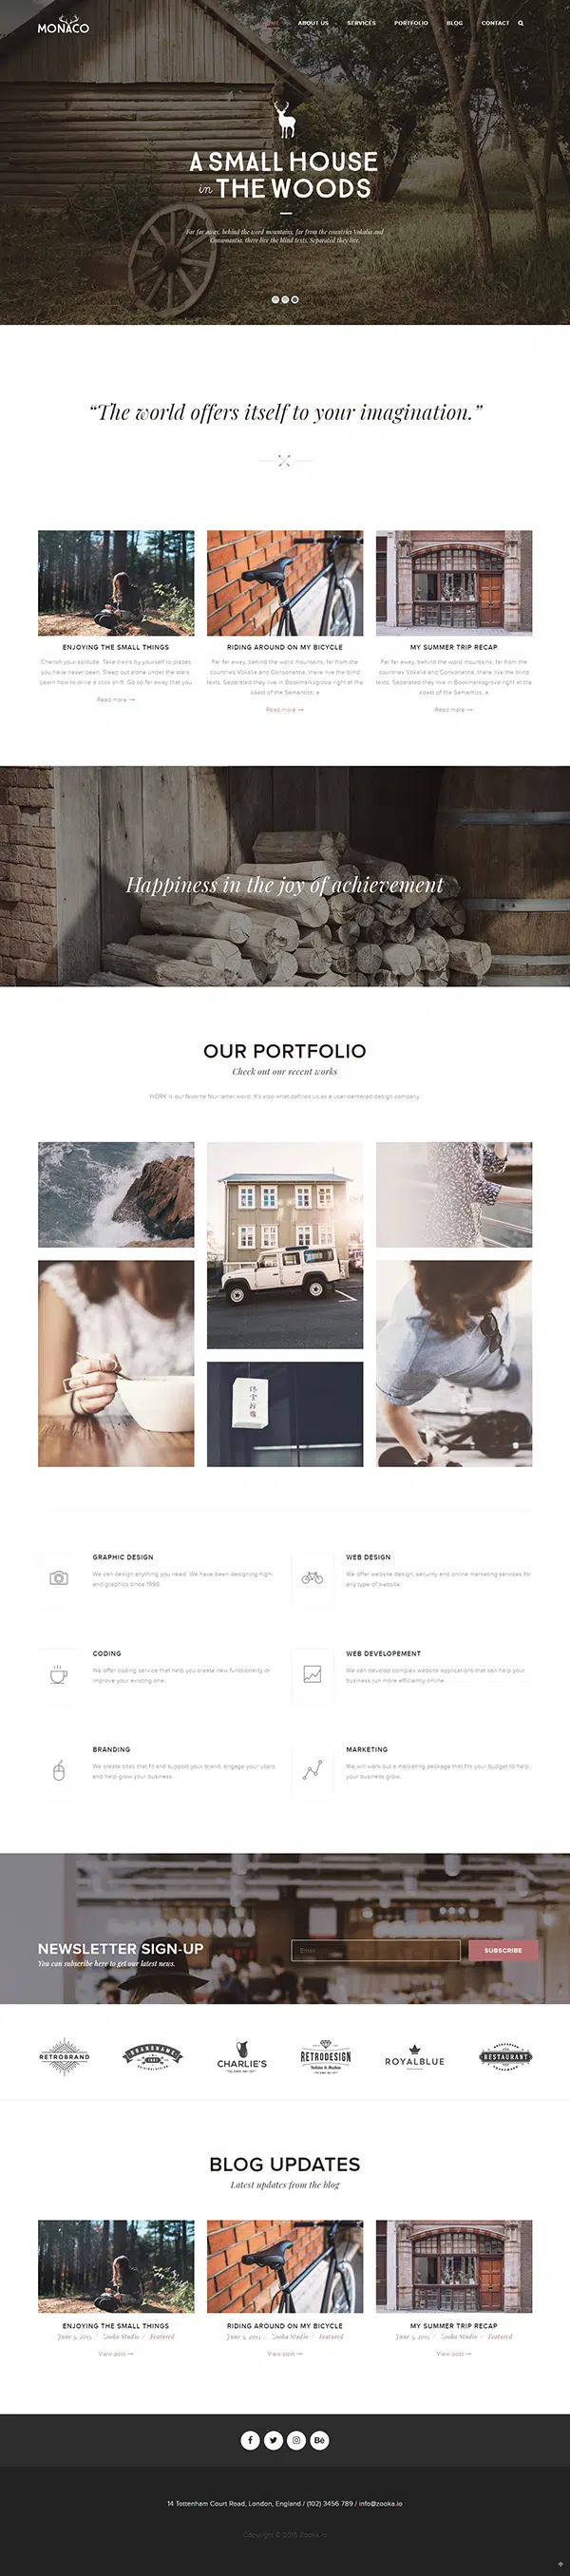 MONACO
HOME ABOUT US SERVICES PORTFOLIO BLOG CONTACT
A SMALL HOUSE
in THE WOODS
Far far away, behind the word mountains, far from the countries Vokalia and
Consonantia, there live the blind texts. Separated they live.
“The world offers itself to your imagination.”
ENJOYING THE SMALL THINGS
Cherish your solitude. Take trains by yourself to places
you have never been. Sleep out alone under the stars.
Learn how to drive a stick shift. Go so far away that you
Read more →
RIDING AROUND ON MY BICYCLE
Far far away, behind the word mountains, far from the
countries Vokalia and Consonantia, there live the blind
texts. Separated they live in Bookmarksgrove right at the
coast of the Semantics, a
Read more →
MY SUMMER TRIP RECAP
Far far away, behind the word mountains, far from the
countries Vokalia and Consonantia, there live the blind
texts. Separated they live in Bookmarksgrove right at the
coast of the Semantics, a
Read more →
Happiness in the joy of achievement
OUR PORTFOLIO
Check out our recent works
WORK is our favorite four letter word. It's also what defines us as a user-centered design company.
GRAPHIC DESIGN
We can design anything you need. We have been designing high-
end graphics since 1998.
WEB DESIGN
We offer website design, security and online marketing services for
any type of website.
CODING
We offer coding service that help you create new functionality or
improve your existing one.
WEB DEVELOPEMENT
We can develop complex website applications that can help your
business run more efficiently online.
BRANDING
We create sites that fit and support your brand, engage your users
and help grow your business.
MARKETING
We will work out a marketing package that fits your budget to help
your business grow.
NEWSLETTER SIGN-UP
You can subscribe here to get our latest news.
Email
SUBSCRIBE
RETROBRAND
BRANDNAME
CHARLIE'S
RETRODESIGN
ROYALBLUE
RESTAURANT
BLOG UPDATES
Latest updates from the blog
ENJOYING THE SMALL THINGS
June 5, 2015 / Zooka Studio / Featured
View post →
RIDING AROUND ON MY BICYCLE
June 5, 2015 / Zooka Studio / Featured
View post →
MY SUMMER TRIP RECAP
June 5, 2015 / Zooka Studio / Featured
View post →
14 Tottenham Court Road, London, England / (102) 3456 789 / info@zooka.io
Copyright © 2015 Zooka.io